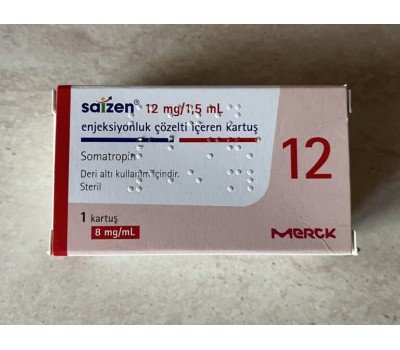 saizen® 12 mg/1,5 mL
enjeksiyonluk çözelti içeren kartuş
Somatropin
Deri altı kullanım içindir.
Steril
12
1 kartuş
8 mg/mL
MERCK